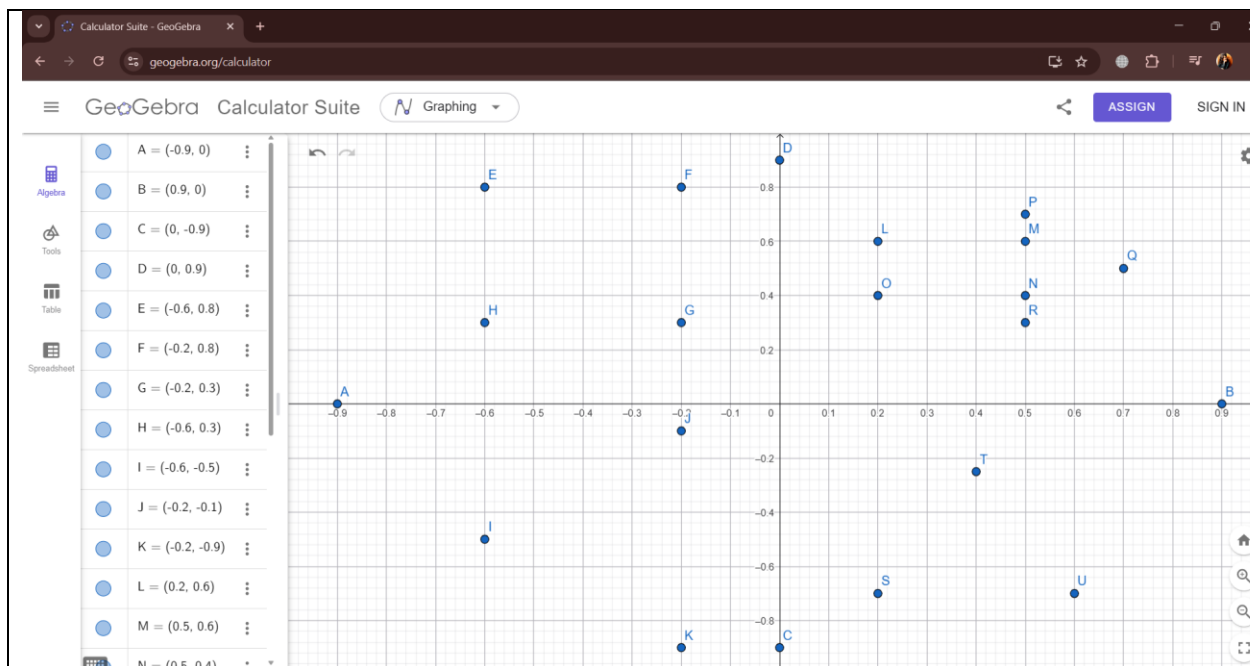 Calculator Suite - GeoGebra
geogebra.org/calculator
GeoGebra Calculator Suite Graphing ASSIGN SIGN IN
Algebra
Tools
Table
Spreadsheet
A = (-0.9, 0)
B = (0.9, 0)
C = (0, -0.9)
D = (0, 0.9)
E = (-0.6, 0.8)
F = (-0.2, 0.8)
G = (-0.2, 0.3)
H = (-0.6, 0.3)
I = (-0.6, -0.5)
J = (-0.2, -0.1)
K = (-0.2, -0.9)
L = (0.2, 0.6)
M = (0.5, 0.6)
N = (0.5, 0.4)
D
E F 0.8
P
L 0.6 M
Q
O 0.4 N
H G R
0.2
A B
-0.9 -0.8 -0.7 -0.6 -0.5 -0.4 -0.3 -0.2 -0.1 0 0.1 0.2 0.3 0.4 0.5 0.6 0.7 0.8 0.9
J
-0.2 T
-0.4
I
-0.6
S U
-0.8
K C